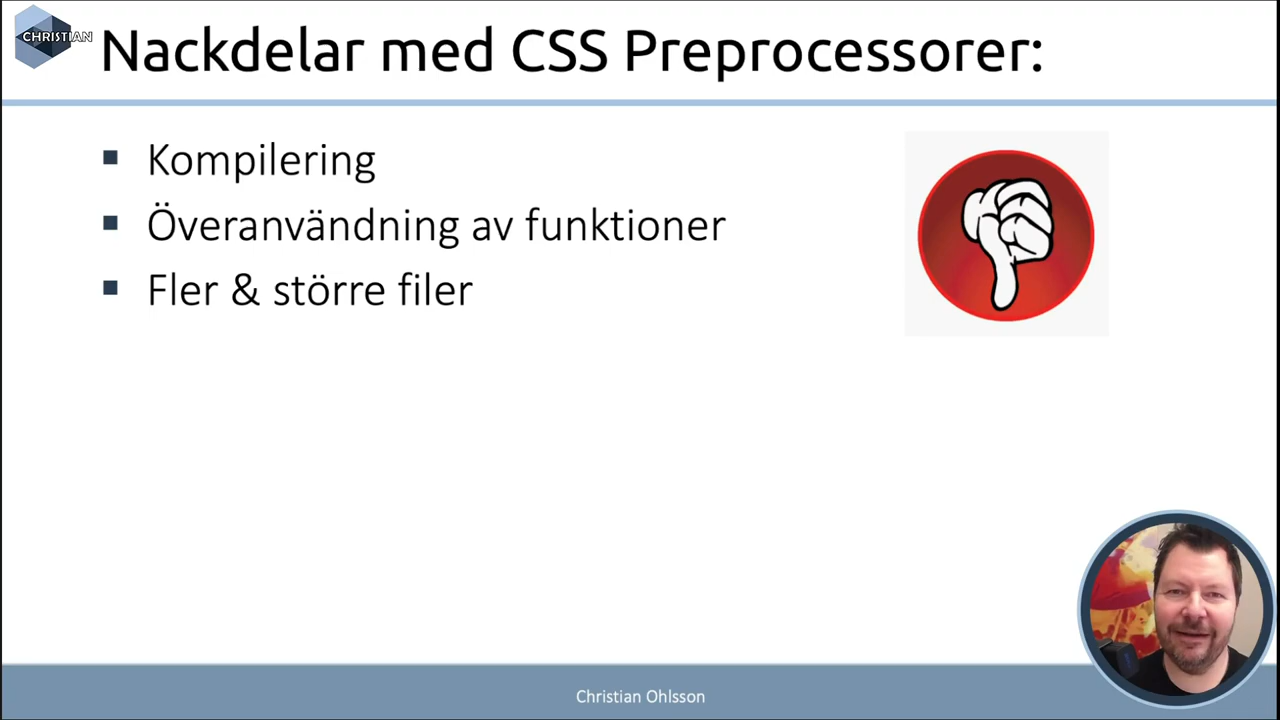 CHRISTIAN
Nackdelar med CSS Preprocessorer:
Kompilering
Överanvändning av funktioner
Fler & större filer
Christian Ohlsson